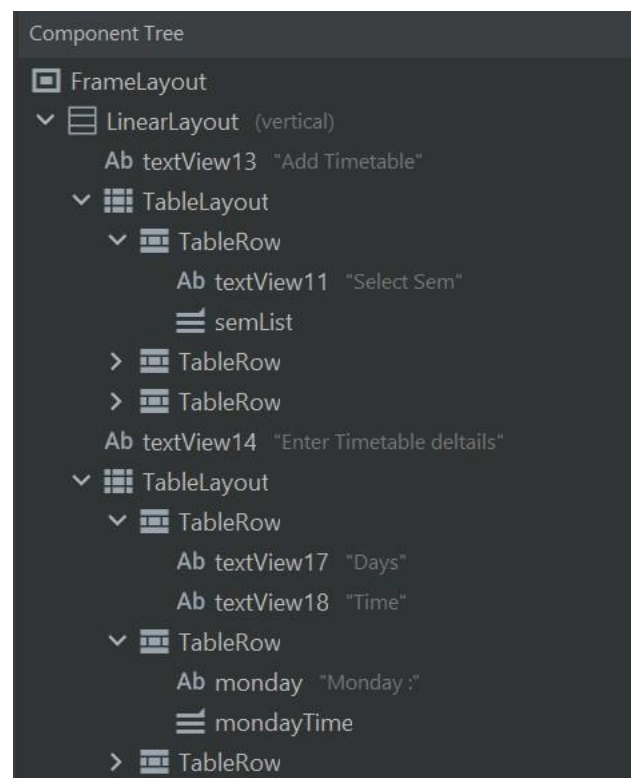 Component Tree
FrameLayout
LinearLayout (vertical)
Ab textView13 "Add Timetable"
TableLayout
TableRow
Ab textView11 "Select Sem"
semList
TableRow
TableRow
Ab textView14 "Enter Timetable deltails"
TableLayout
TableRow
Ab textView17 "Days"
Ab textView18 "Time"
TableRow
Ab monday "Monday :"
mondayTime
TableRow